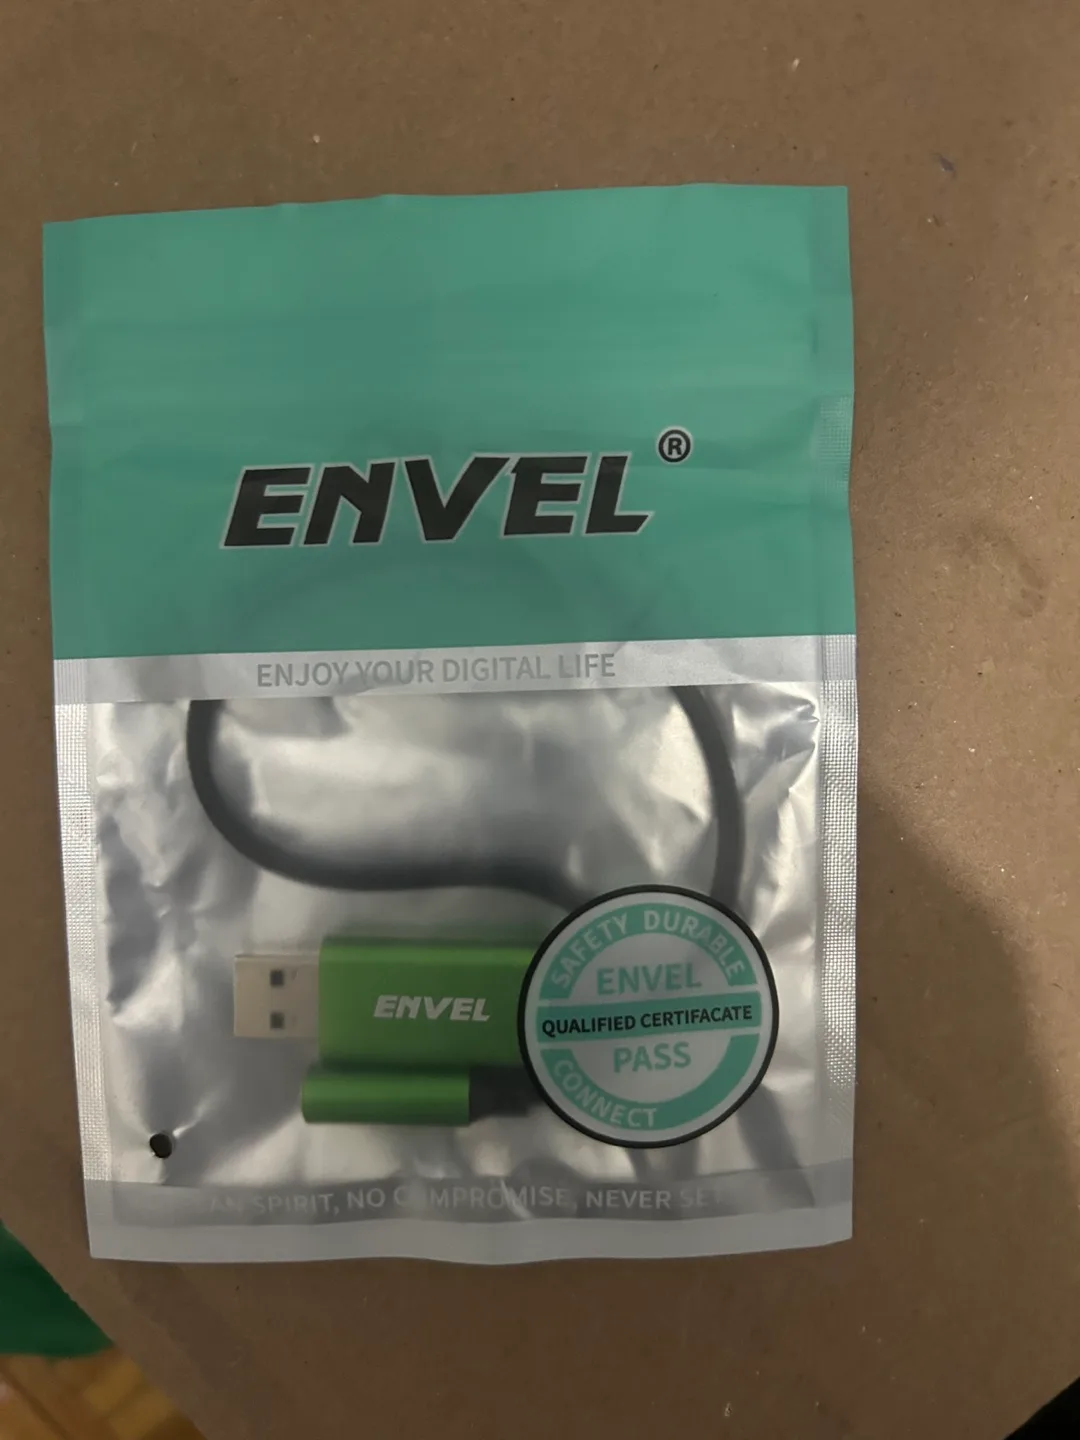 ENVEL®
ENJOY YOUR DIGITAL LIFE
SAFETY DURABLE
ENVEL
ENVEL
QUALIFIED CERTIFACATE
PASS
CONNECT
SPIRIT, NO COMPROMISE, NEVER